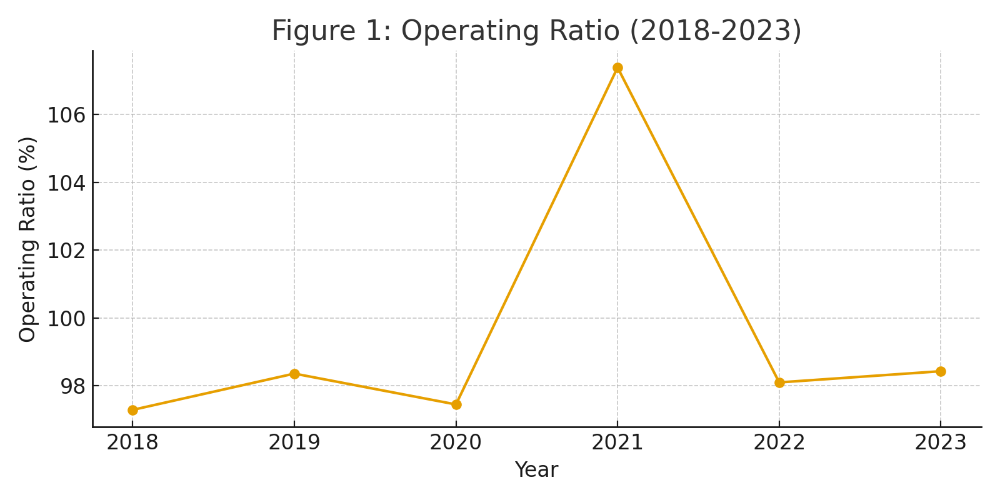 Figure 1: Operating Ratio (2018-2023)
Operating Ratio (%)
106
104
102
100
98
2018 2019 2020 2021 2022 2023
Year